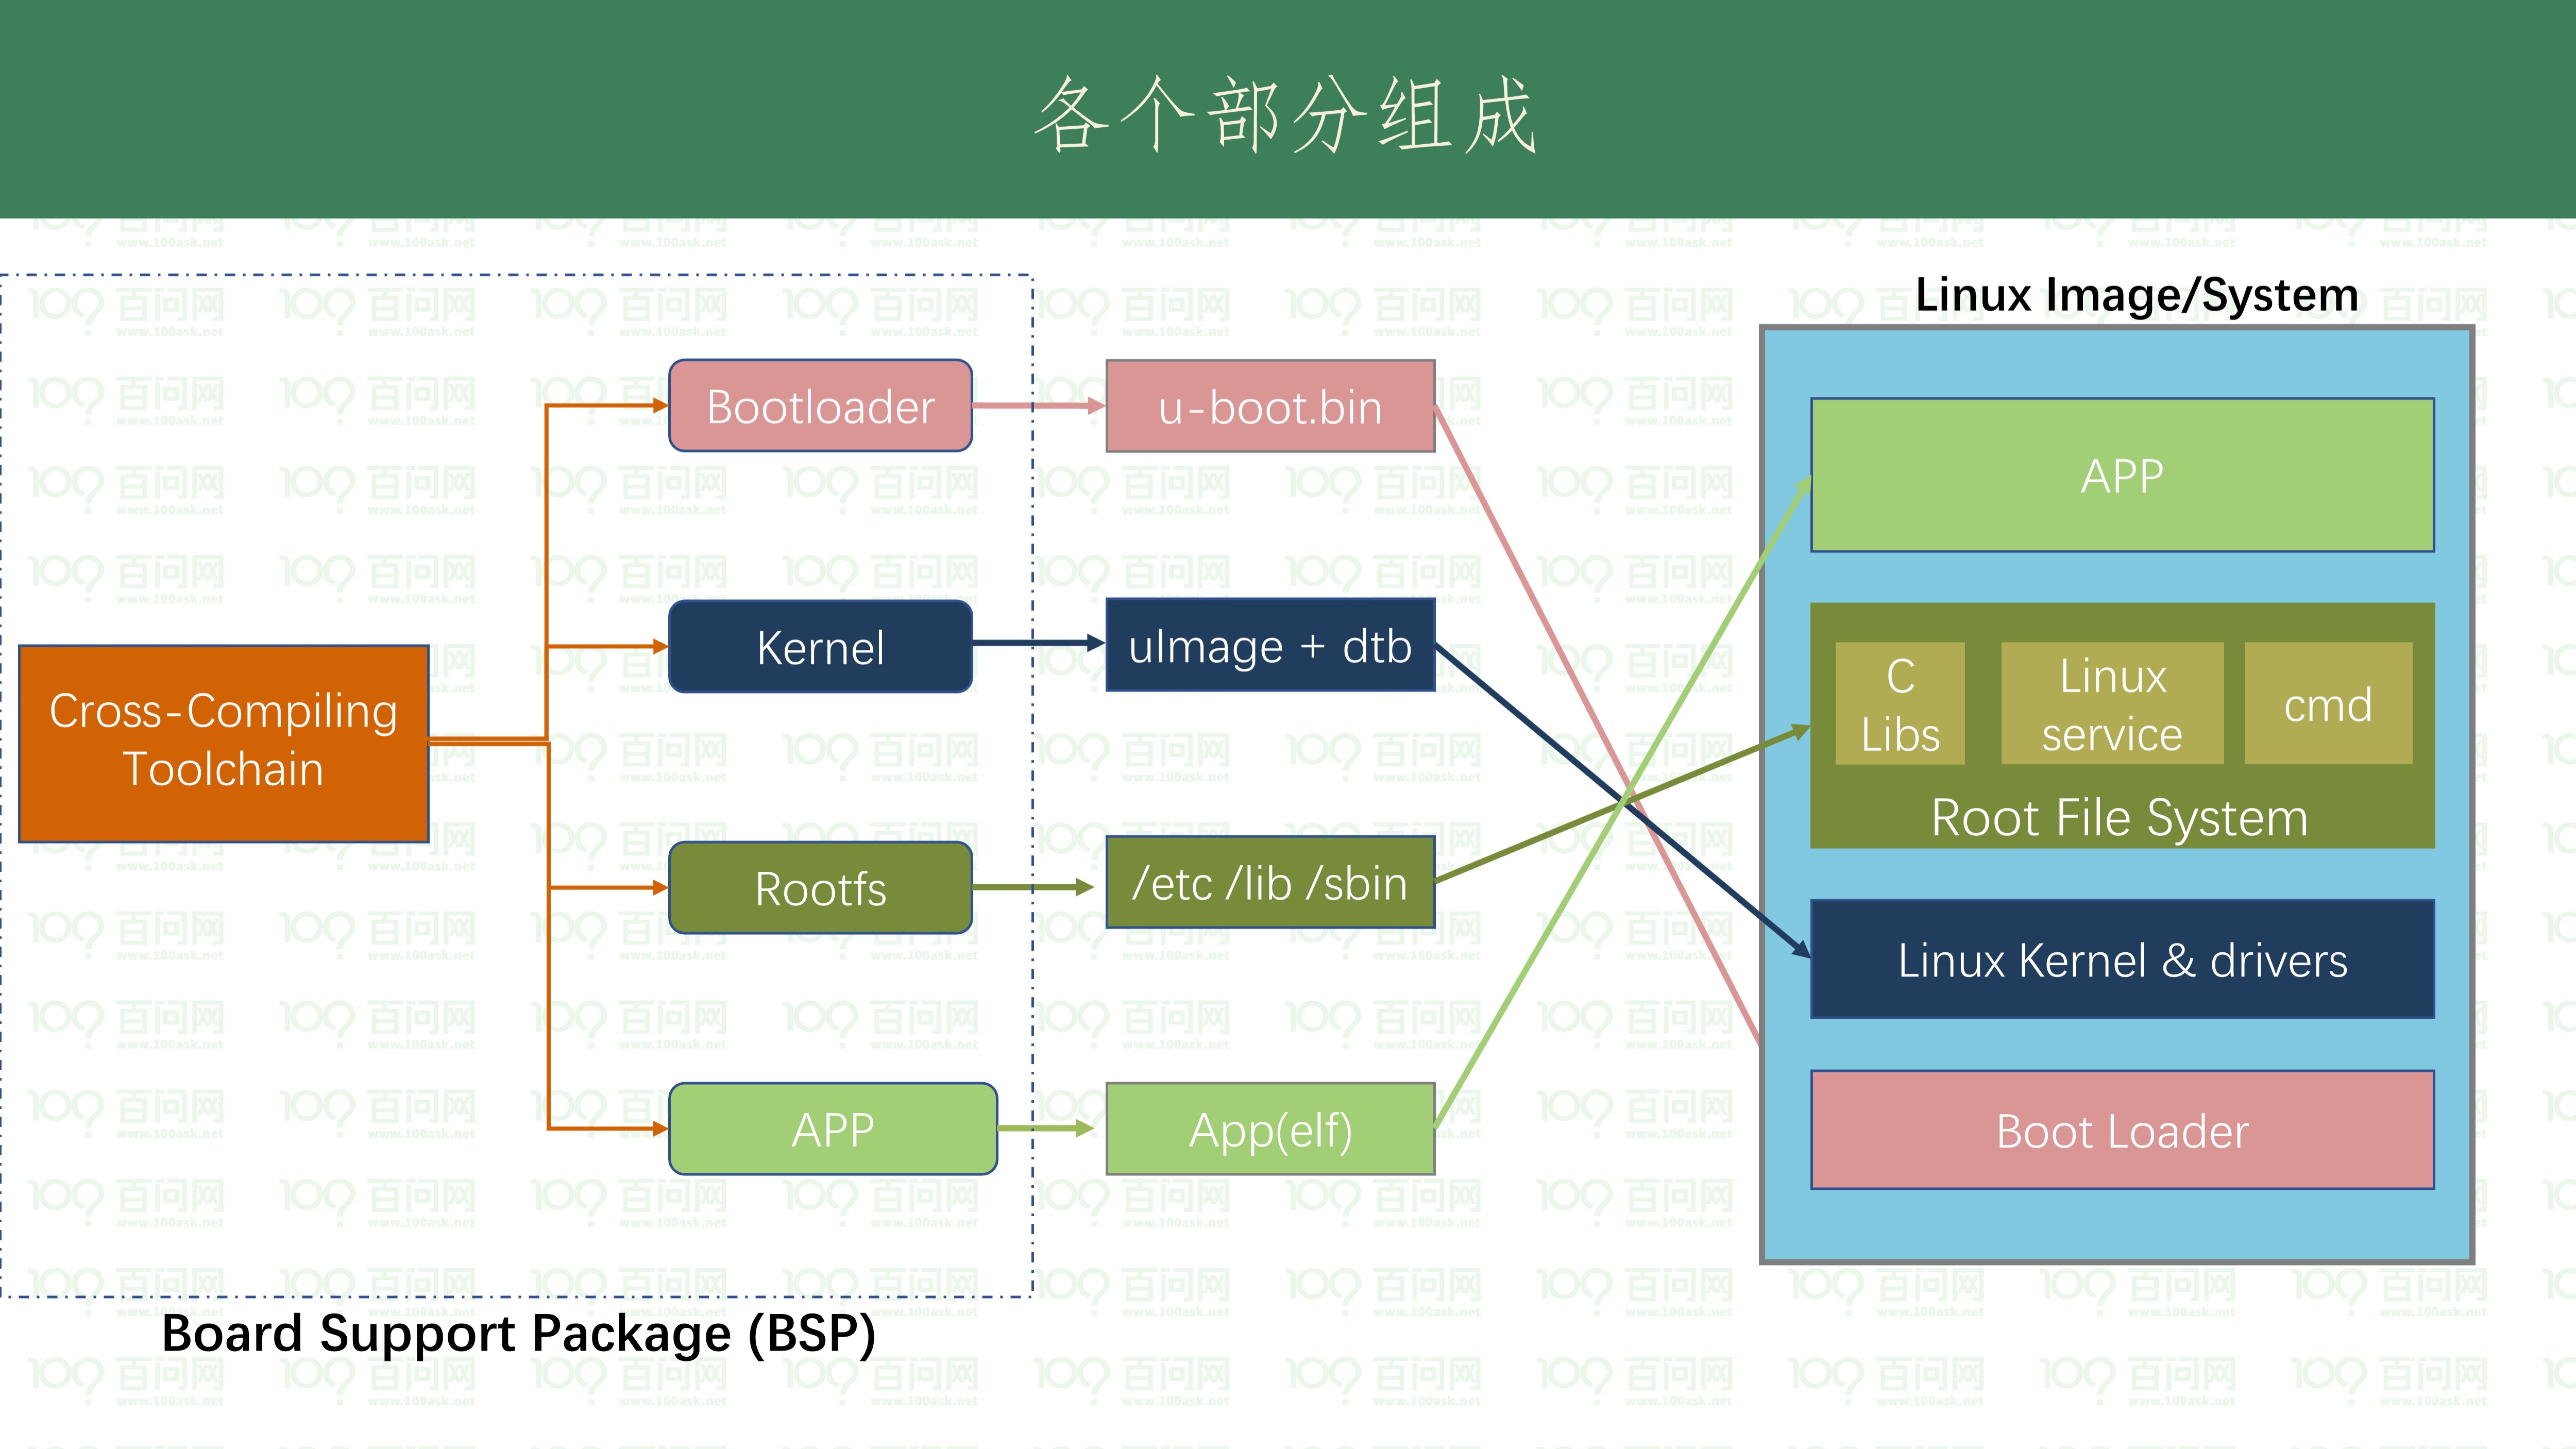 各个部分组成
Linux Image/System
Bootloader
u-boot.bin
APP
Kernel
uImage + dtb
C
Libs
Linux
service
cmd
Root File System
Cross-Compiling
Toolchain
Rootfs
/etc /lib /sbin
Linux Kernel & drivers
APP
App(elf)
Boot Loader
Board Support Package (BSP)
百问网
www.100ask.net